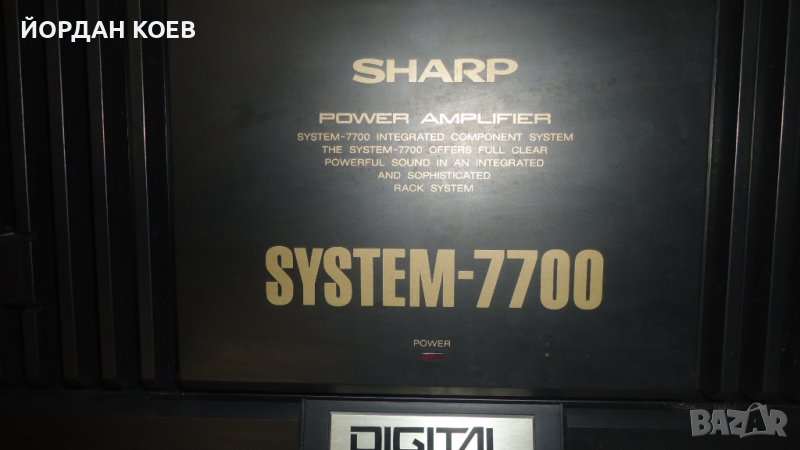 ЙОРДАН КОЕВ
SHARP
POWER AMPLIFIER
SYSTEM-7700 INTEGRATED COMPONENT SYSTEM
THE SYSTEM-7700 OFFERS FULL CLEAR
POWERFUL SOUND IN AN INTEGRATED
AND SOPHISTICATED
RACK SYSTEM
SYSTEM-7700
POWER
DIGITAL
BAZAR